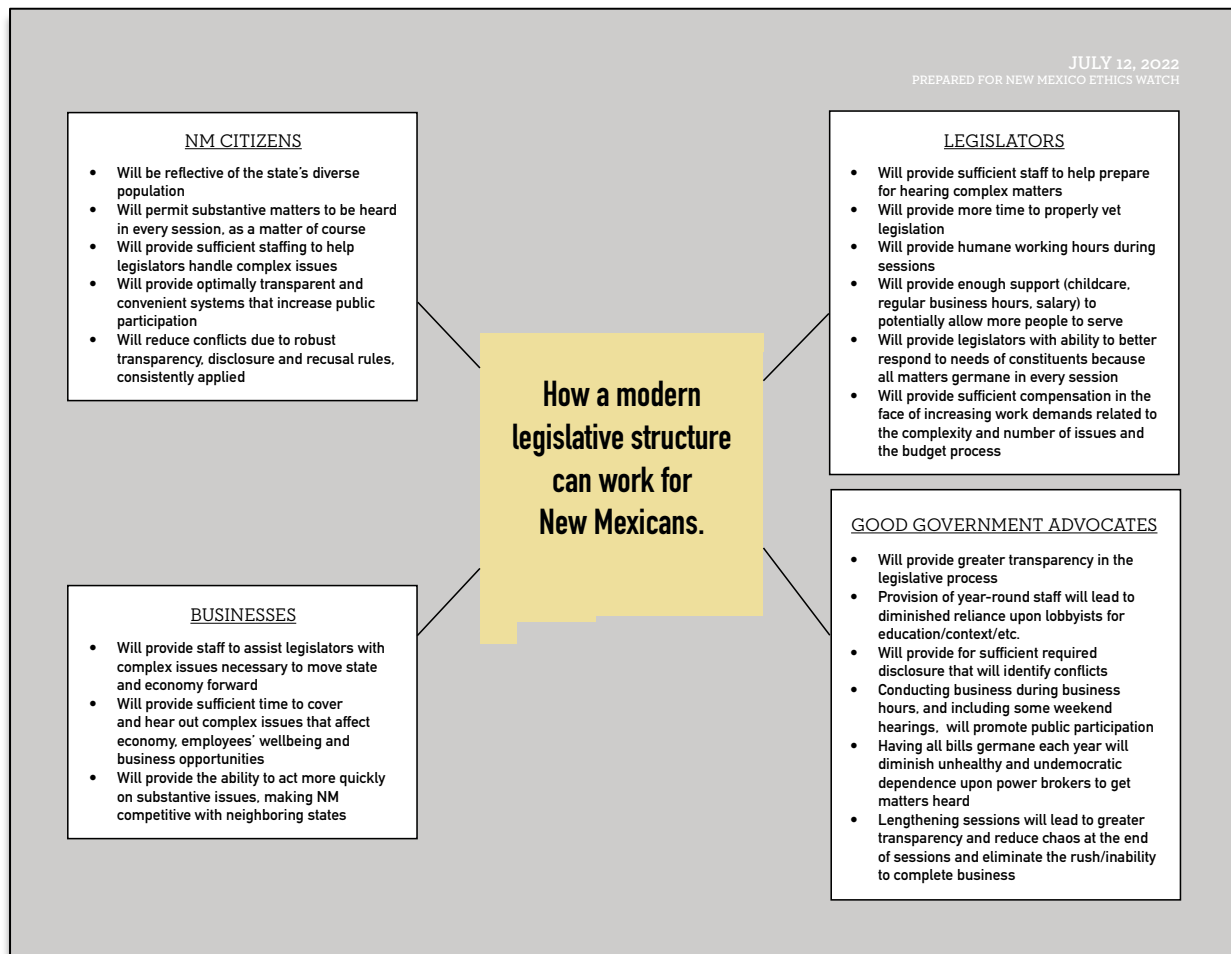 JULY 12, 2022
PREPARED FOR NEW MEXICO ETHICS WATCH
NM CITIZENS
• Will be reflective of the state's diverse
population
• Will permit substantive matters to be heard
in every session, as a matter of course
• Will provide sufficient staffing to help
legislators handle complex issues
• Will provide optimally transparent and
convenient systems that increase public
participation
• Will reduce conflicts due to robust
transparency, disclosure and recusal rules,
consistently applied
LEGISLATORS
• Will provide sufficient staff to help prepare
for hearing complex matters
• Will provide more time to properly vet
legislation
• Will provide humane working hours during
sessions
• Will provide enough support (childcare,
regular business hours, salary) to
potentially allow more people to serve
• Will provide legislators with ability to better
respond to needs of constituents because
all matters germane in every session
• Will provide sufficient compensation in the
face of increasing work demands related to
the complexity and number of issues and
the budget process
How a modern
legislative structure
can work for
New Mexicans.
BUSINESSES
• Will provide staff to assist legislators with
complex issues necessary to move state
and economy forward
• Will provide sufficient time to cover
and hear out complex issues that affect
economy, employees' wellbeing and
business opportunities
• Will provide the ability to act more quickly
on substantive issues, making NM
competitive with neighboring states
GOOD GOVERNMENT ADVOCATES
• Will provide greater transparency in the
legislative process
• Provision of year-round staff will lead to
diminished reliance upon lobbyists for
education/context/etc.
• Will provide for sufficient required
disclosure that will identify conflicts
• Conducting business during business
hours, and including some weekend
hearings, will promote public participation
• Having all bills germane each year will
diminish unhealthy and undemocratic
dependence upon power brokers to get
matters heard
• Lengthening sessions will lead to greater
transparency and reduce chaos at the end
of sessions and eliminate the rush/inability
to complete business